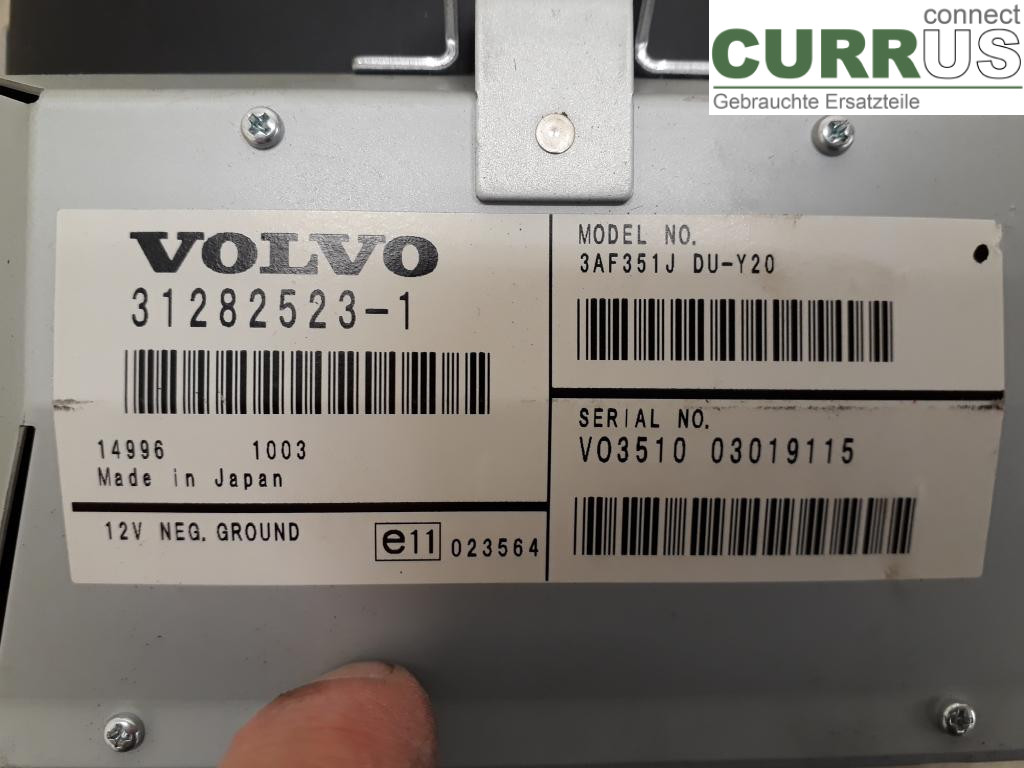 connect
CURRUS
Gebrauchte Ersatzteile
VOLVO
31282523-1
14996 1003
Made in Japan
12V NEG. GROUND
e11 023564
MODEL NO.
3AF351J DU-Y20
SERIAL NO.
VO3510 03019115